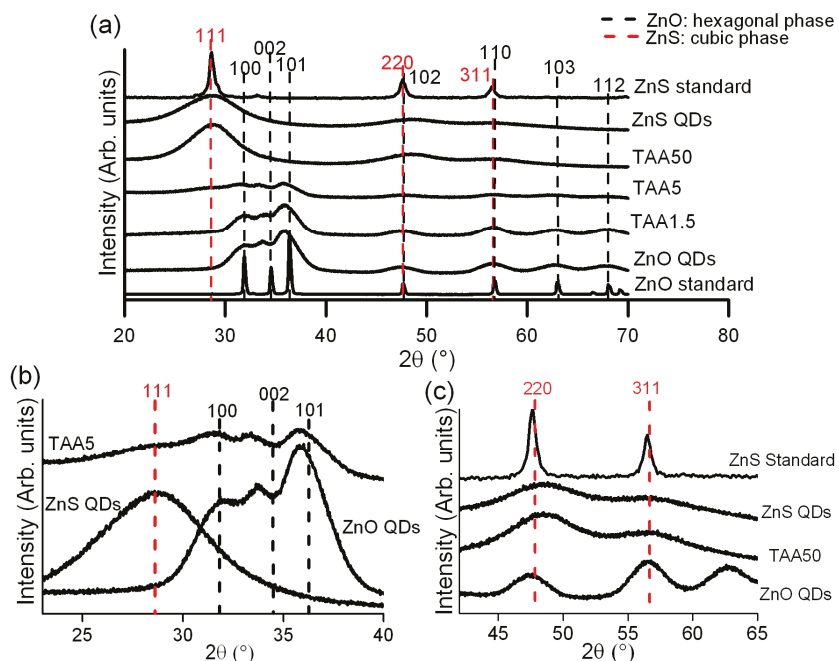 (a)
ZnO: hexagonal phase
ZnS: cubic phase
111
100
002
101
220
102
311
110
103
112
ZnS standard
ZnS QDs
TAA50
TAA5
TAA1.5
ZnO QDs
ZnO standard
Intensity (Arb. units)
20 30 40 50 60 70 80
2θ (°)
(b)
111
100
002
101
TAA5
ZnS QDs
ZnO QDs
Intensity (Arb. units)
25 30 35 40
2θ (°)
(c)
220
311
ZnS Standard
ZnS QDs
TAA50
ZnO QDs
Intensity (Arb. units)
45 50 55 60 65
2θ (°)